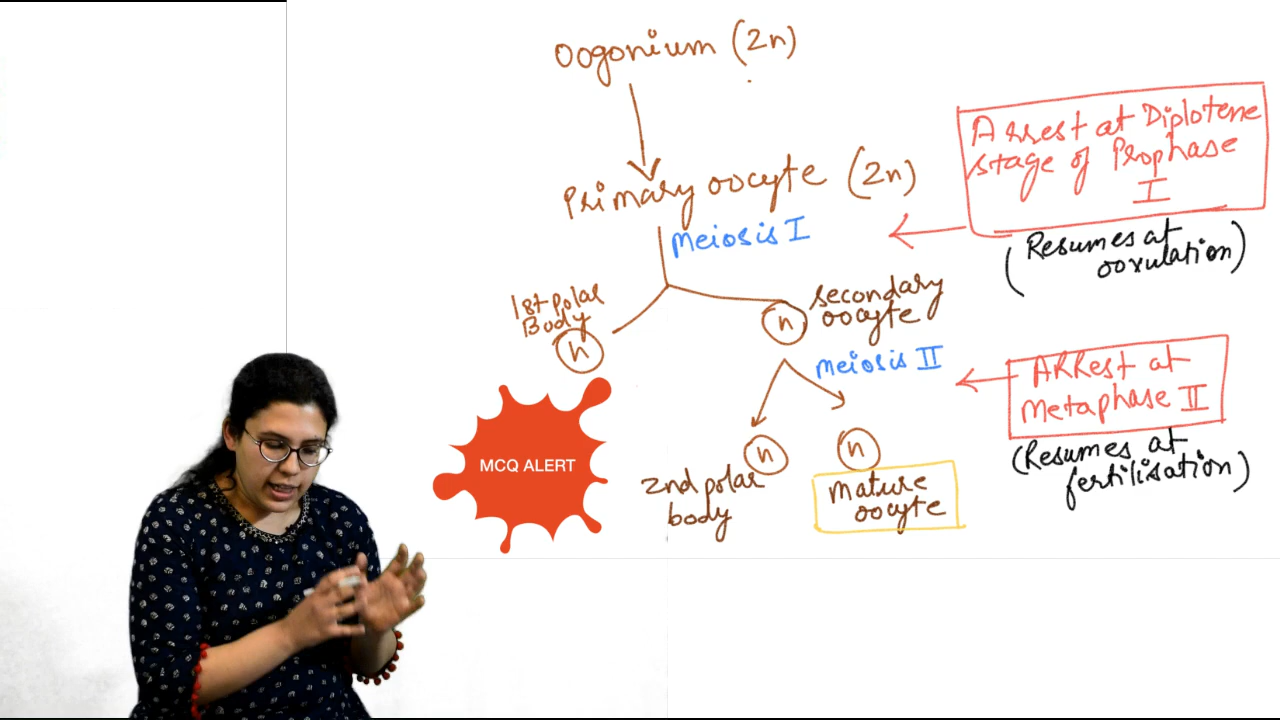 Oogonium (2n)
Primary oocyte (2n)
Meiosis I
Arrest at Diplotene
stage of Prophase
I
(Resumes at
ovulation)
1st polar
Body
n
n
secondary
oocyte
Meiosis II
Arrest at
Metaphase II
(Resumes at
fertilisation)
MCQ ALERT
n
2nd polar
body
n
Mature
oocyte